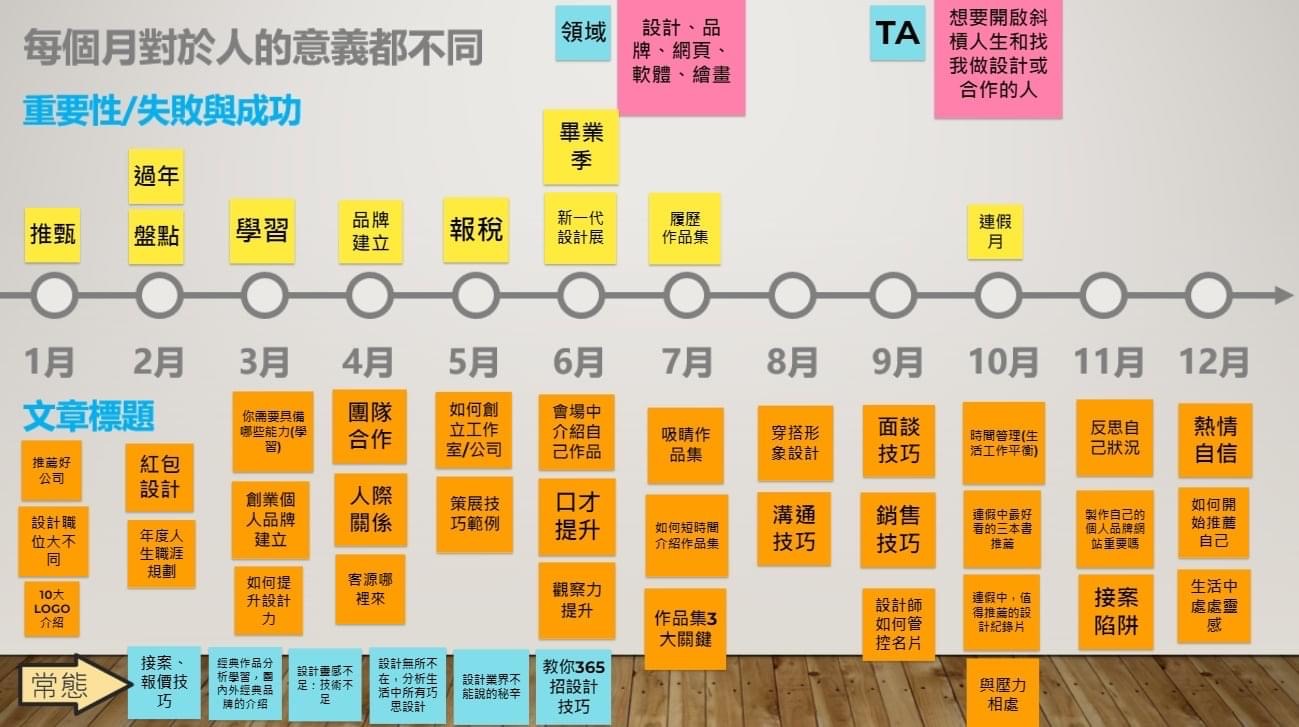 每個月對於人的意義都不同
重要性/失敗與成功
領域
設計、品
牌、網頁、
軟體、繪畫
TA
想要開啟斜
槓人生和找
我做設計或
合作的人
推甄
過年
盤點
學習
品牌
建立
報稅
畢業
季
新一代
設計展
履歷
作品集
連假
月
1月
2月
3月
4月
5月
6月
7月
8月
9月
10月
11月
12月
文章標題
推薦好
公司
設計職
位大不
同
10大
LOGO
介紹
紅包
設計
年度人
生職涯
規劃
你需要具備
哪些能力(學
習)
創業個
人品牌
建立
如何提
升設計
力
團隊
合作
人際
關係
客源哪
裡來
如何創
立工作
室/公司
策展技
巧範例
會場中
介紹自
己作品
口才
提升
觀察力
提升
吸睛作
品集
如何短時間
介紹作品集
作品集3
大關鍵
穿搭形
象設計
溝通
技巧
面談
技巧
銷售
技巧
設計師
如何管
控名片
時間管理(生
活工作平衡)
連假中最好
看的三本書
推薦
連假中，值
得推薦的設
計紀錄片
與壓力
相處
反思自
己狀況
製作自己的
個人品牌網
站重要嗎
接案
陷阱
熱情
自信
如何開
始推薦
自己
生活中
處處靈
感
常態
接案、
報價技
巧
經典作品分
析學習，國
內外經典品
牌的介紹
設計靈感不
足：技術不
足
設計無所不
在，分析生
活中所有巧
思設計
設計業界不
能說的秘辛
教你365
招設計
技巧